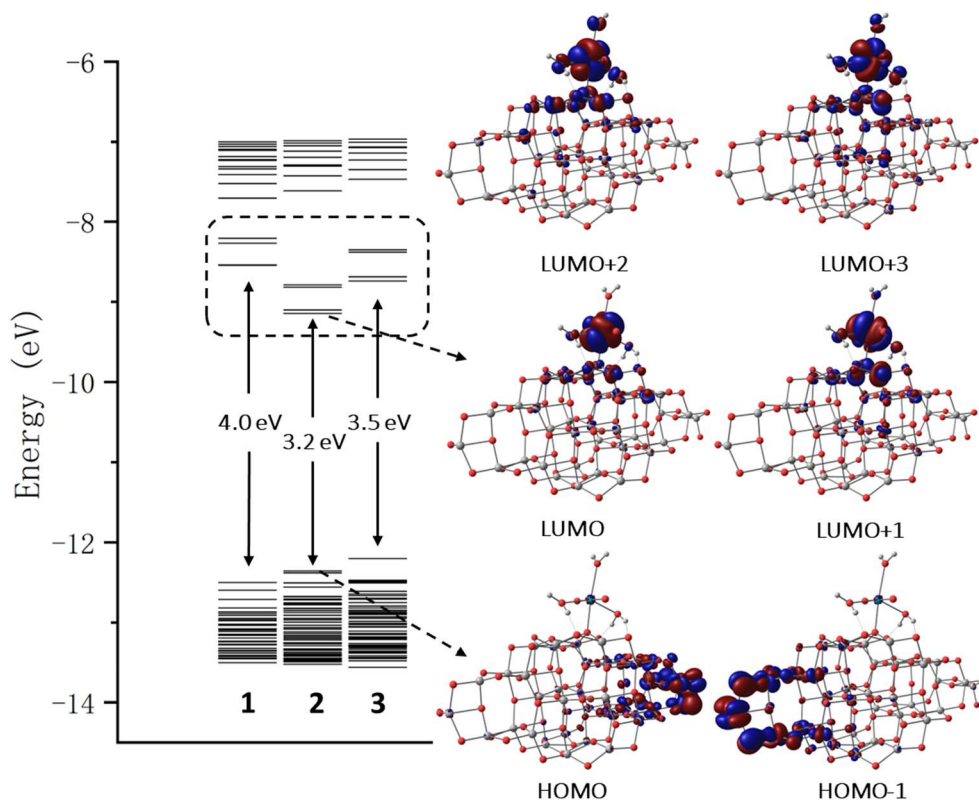 Energy (eV)
−6
−8
−10
−12
−14
4.0 eV
3.2 eV
3.5 eV
1 2 3
LUMO+2 LUMO+3
LUMO LUMO+1
HOMO HOMO-1